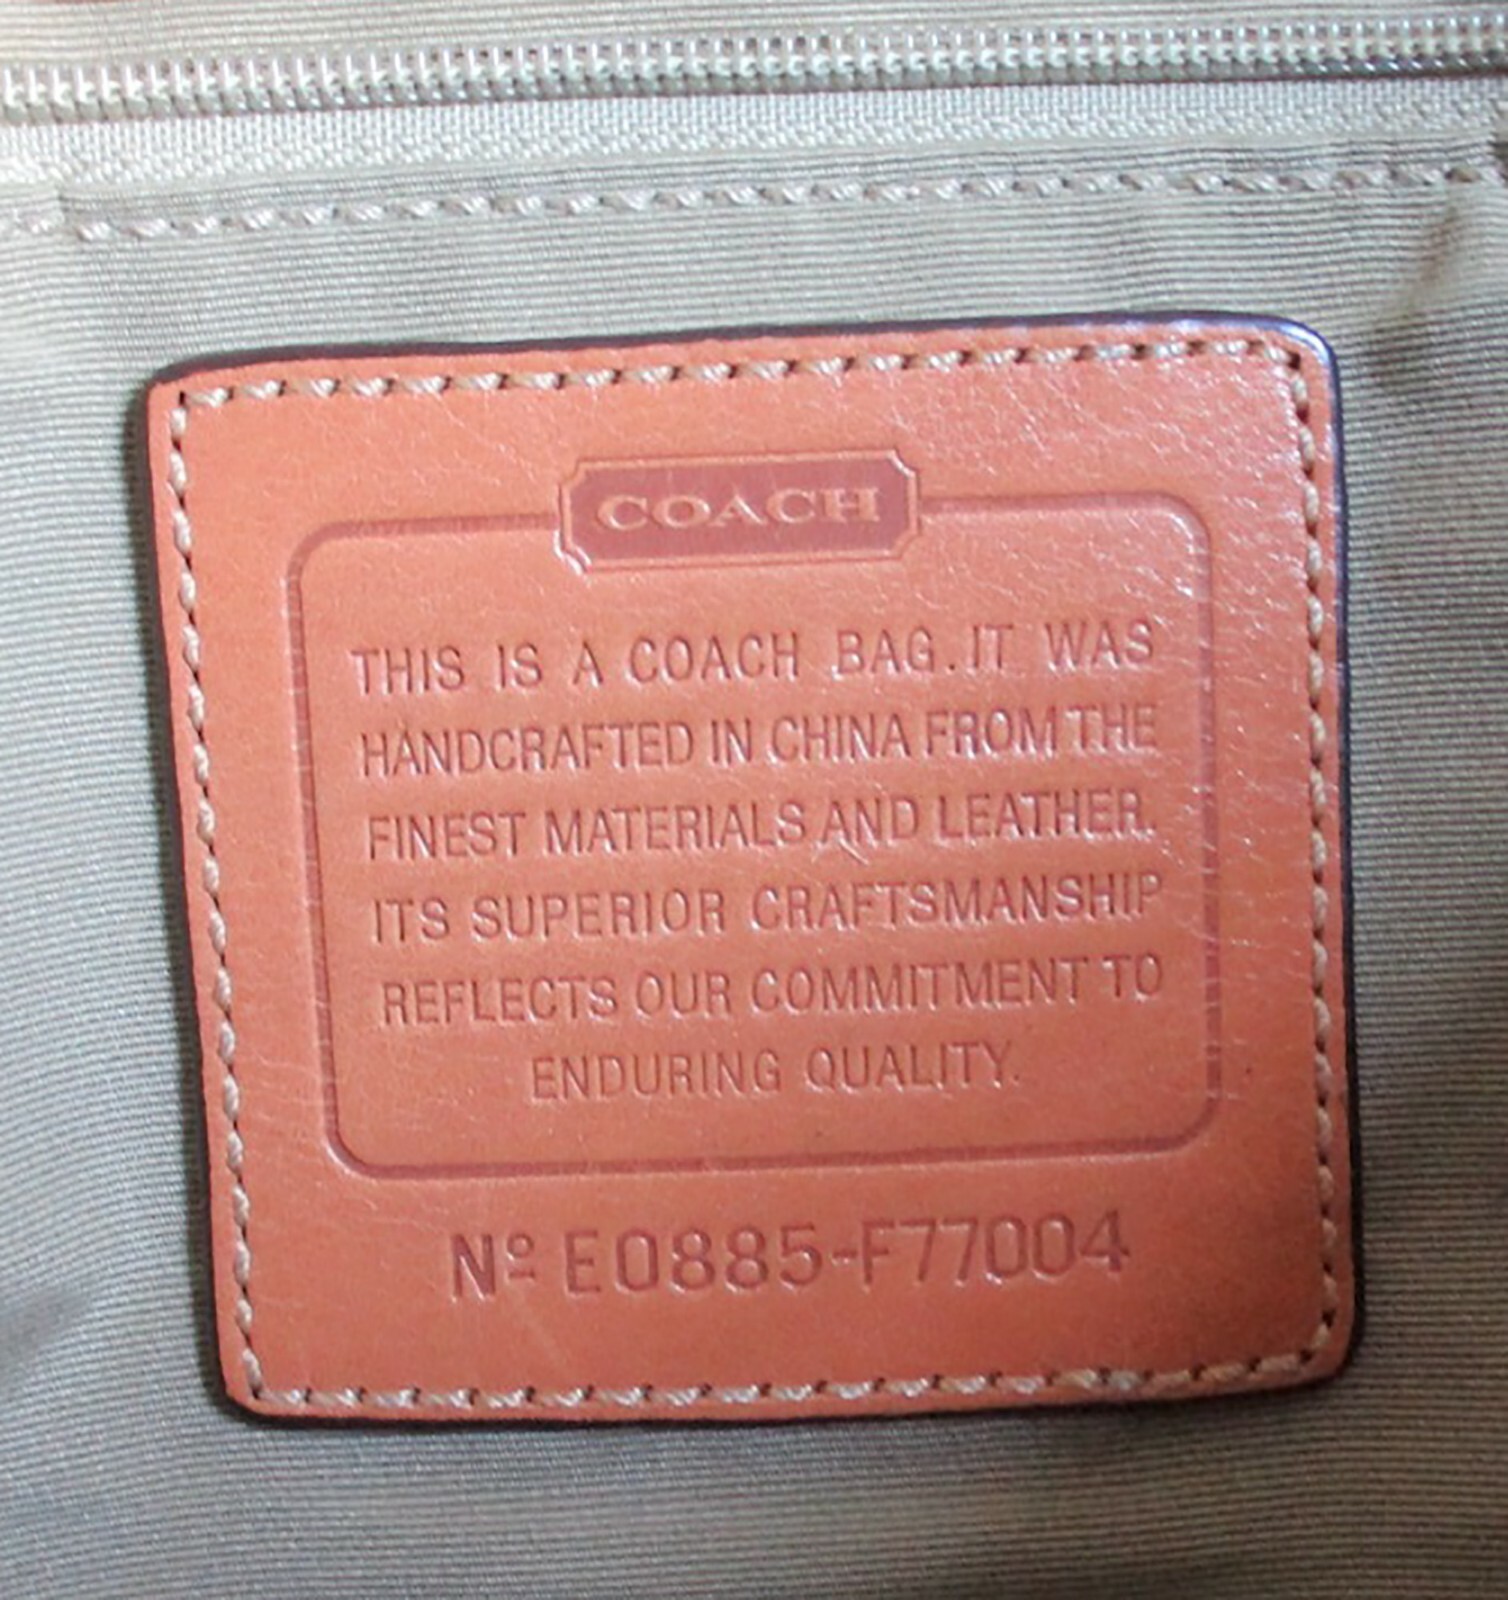 COACH
THIS IS A COACH BAG. IT WAS
HANDCRAFTED IN CHINA FROM THE
FINEST MATERIALS AND LEATHER.
ITS SUPERIOR CRAFTSMANSHIP
REFLECTS OUR COMMITMENT TO
ENDURING QUALITY.
Nº E0885-F77004